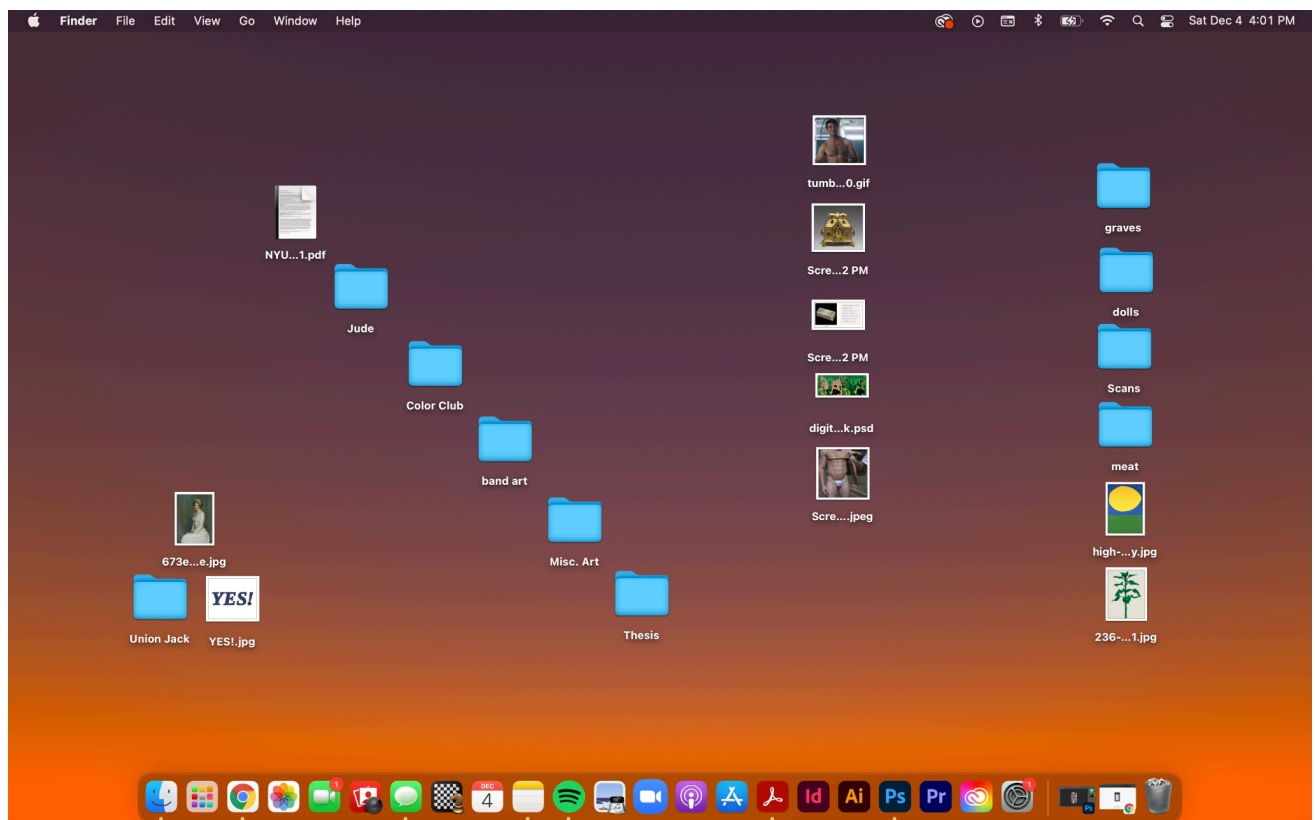 Finder File Edit View Go Window Help Sat Dec 4 4:01 PM
tumb...0.gif
graves
NYU...1.pdf
Scre...2 PM
dolls
Jude
Scre...2 PM
Scans
Color Club
digit...k.psd
meat
band art
Scre....jpeg
high-...y.jpg
673e...e.jpg
Misc. Art
YES!
Union Jack
YES!.jpg
Thesis
236-...1.jpg
1
DEC
4
Id
Ai
Ps
Pr
1
Ps